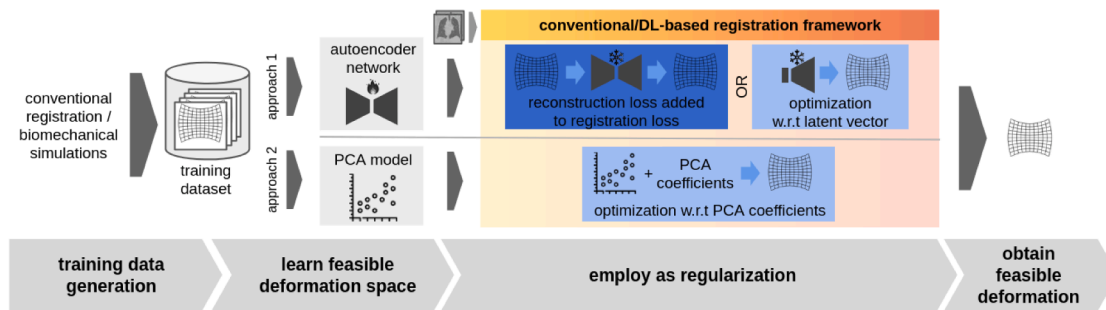 conventional/DL-based registration framework
conventional
registration /
biomechanical
simulations
training
dataset
approach 1
autoencoder
network
reconstruction loss added
to registration loss
OR
optimization
w.r.t latent vector
approach 2
PCA model
+ PCA
coefficients
optimization w.r.t PCA coefficients
training data
generation
learn feasible
deformation space
employ as regularization
obtain
feasible
deformation